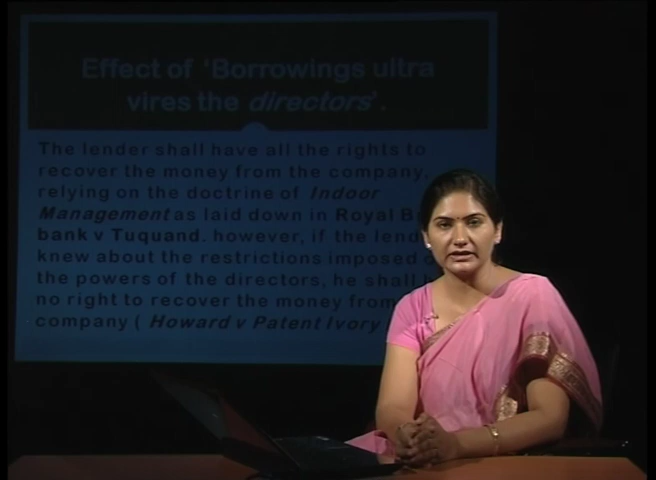 Effect of 'Borrowings ultra
vires the directors'.
The lender shall have all the rights to
recover the money from the company,
relying on the doctrine of Indoor
Management as laid down in Royal B
bank v Tuquand. however, if the lend
knew about the restrictions imposed
the powers of the directors, he shall
no right to recover the money from
company ( Howard v Patent Ivory